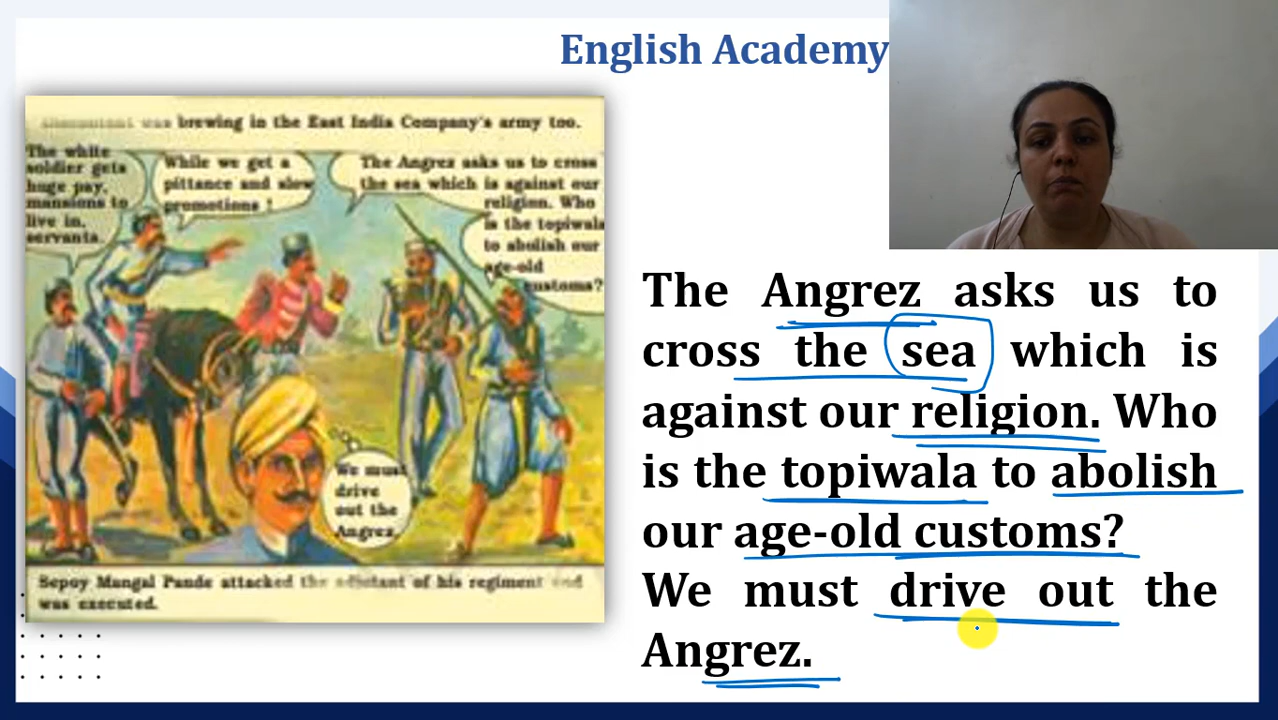 English Academy
was brewing in the East India Company's army too.
The white
soldier gets
huge pay,
mansions to
live in,
servants.
While we get a
pittance and slow
promotions !
The Angrez asks us to cross
the sea which is against our
religion. Who
is the topiwala
to abolish our
age-old
customs?
We must
drive
out the
Angrez.
Sepoy Mangal Pande attacked the adjutant of his regiment and
was executed.
The Angrez asks us to
cross the sea which is
against our religion. Who
is the topiwala to abolish
our age-old customs?
We must drive out the
Angrez.